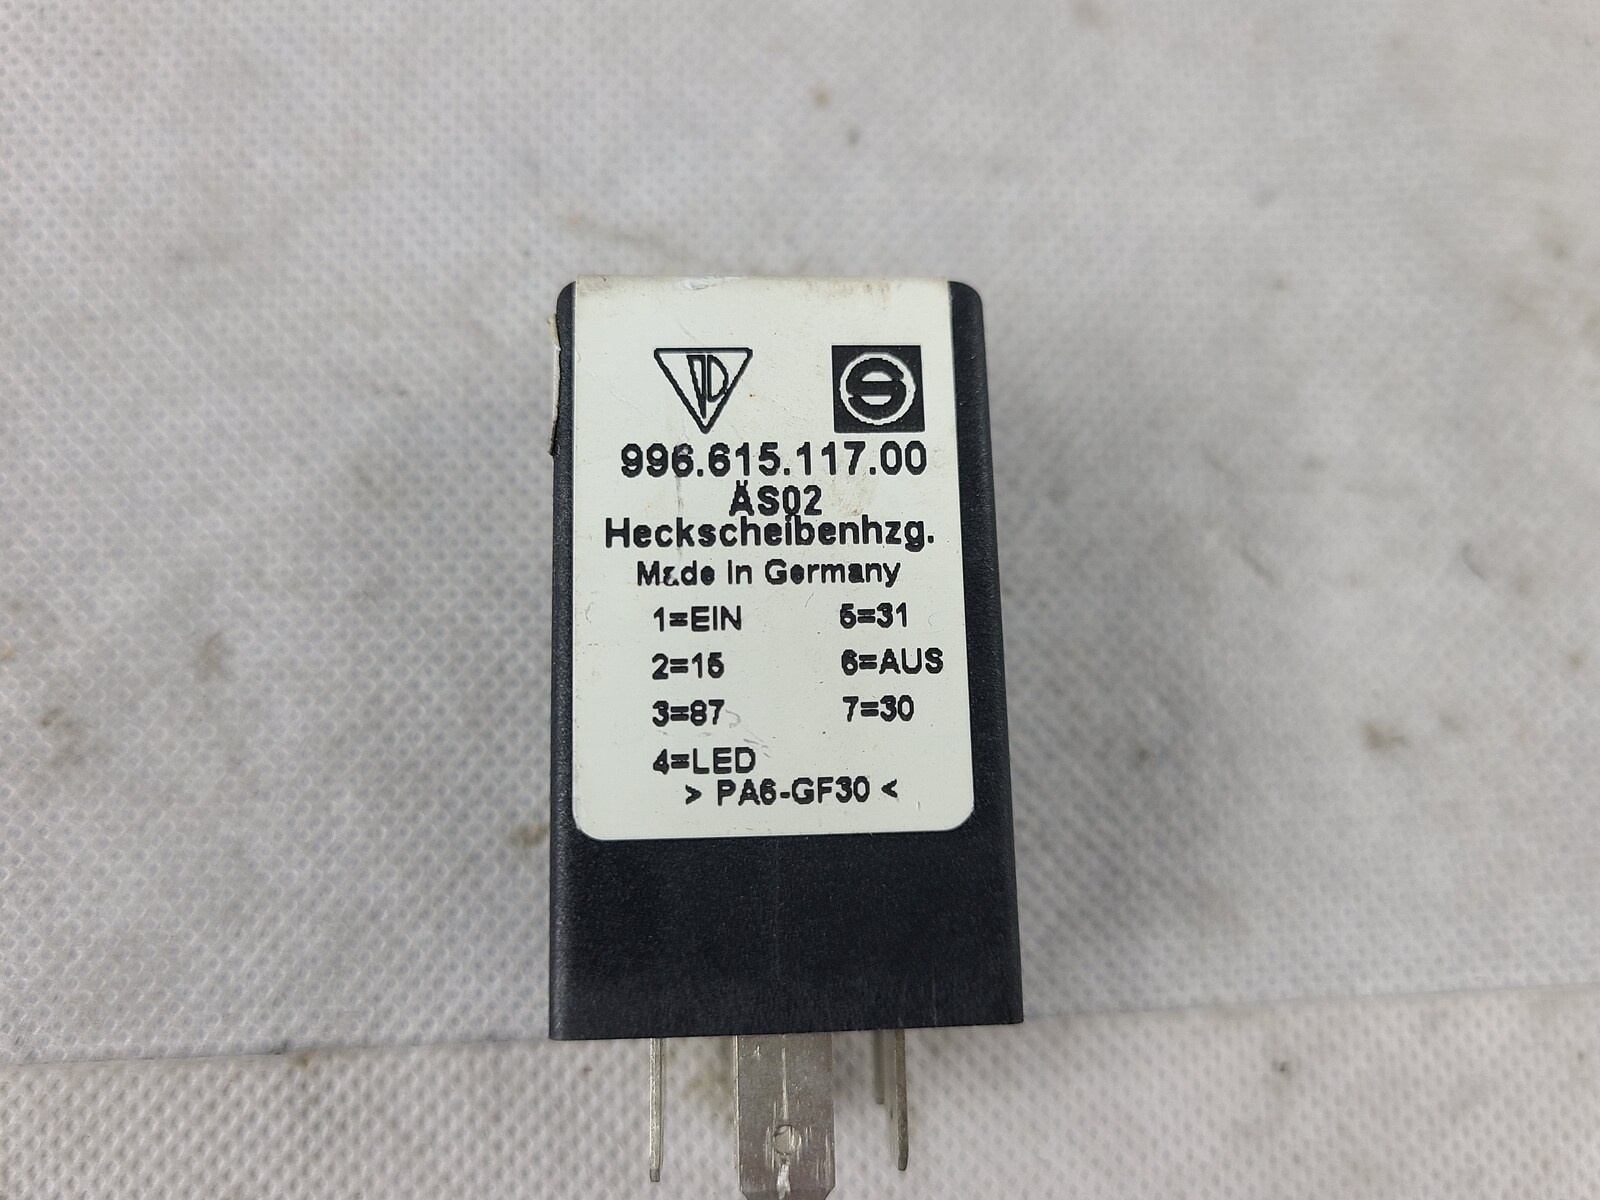 996.615.117.00
ÄS02
Heckscheibenhzg.
Made in Germany
1=EIN 5=31
2=15 6=AUS
3=87 7=30
4=LED
> PA6-GF30 <